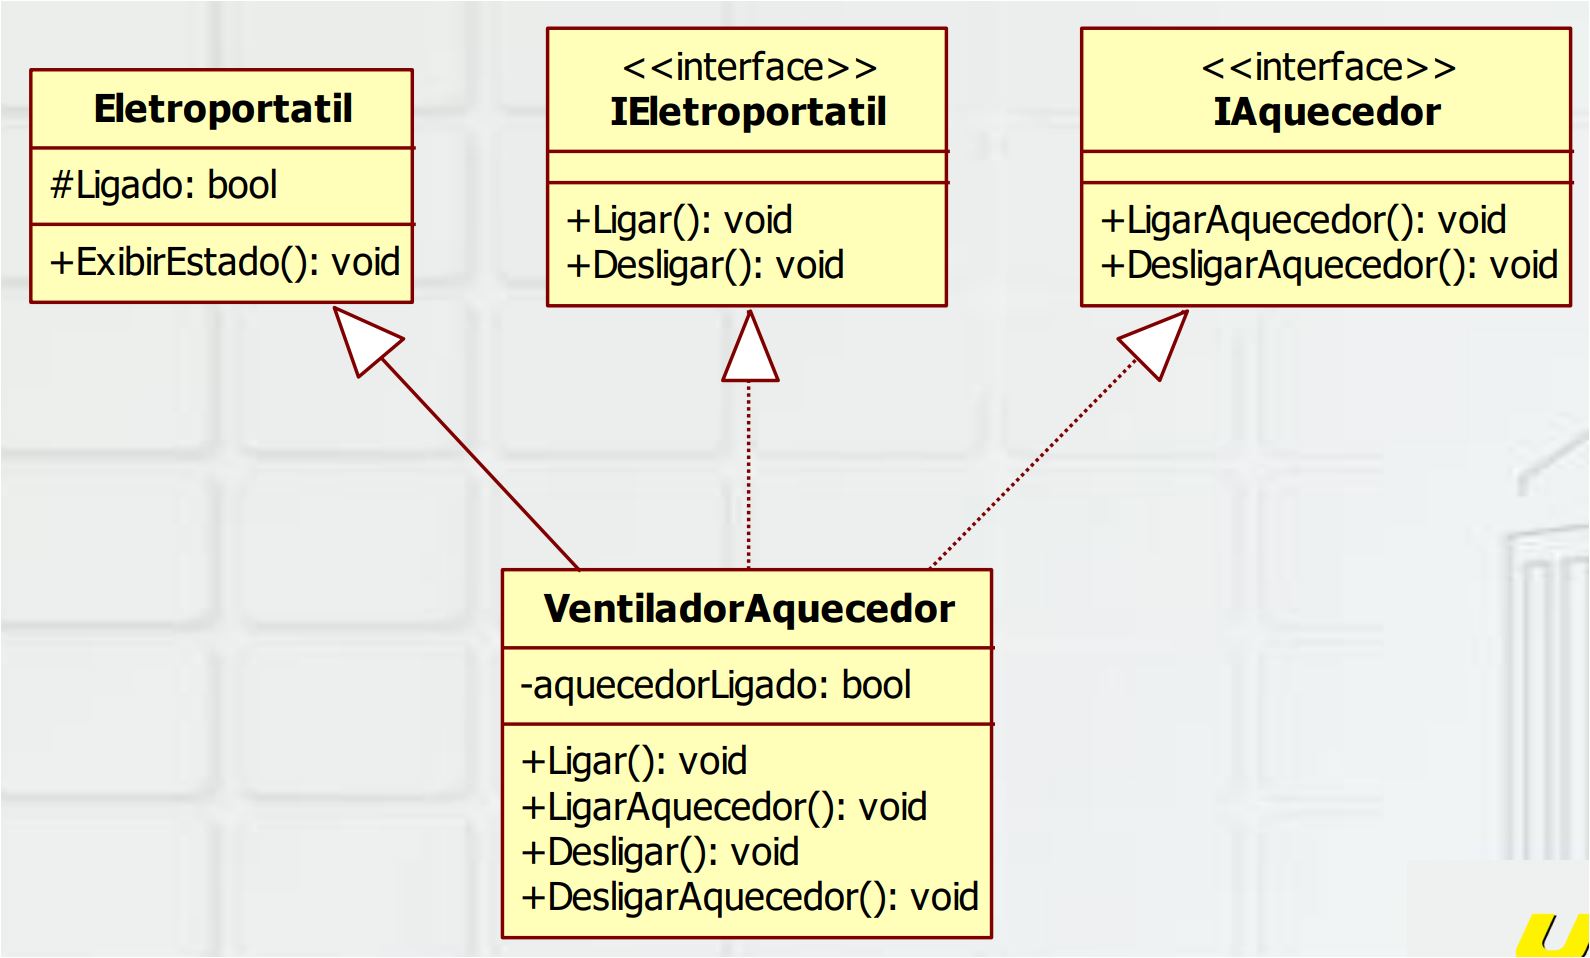 Eletroportatil
#Ligado: bool
+ExibirEstado(): void
<<interface>>
IEletroportatil
+Ligar(): void
+Desligar(): void
<<interface>>
IAquecedor
+LigarAquecedor(): void
+DesligarAquecedor(): void
VentiladorAquecedor
-aquecedorLigado: bool
+Ligar(): void
+LigarAquecedor(): void
+Desligar(): void
+DesligarAquecedor(): void